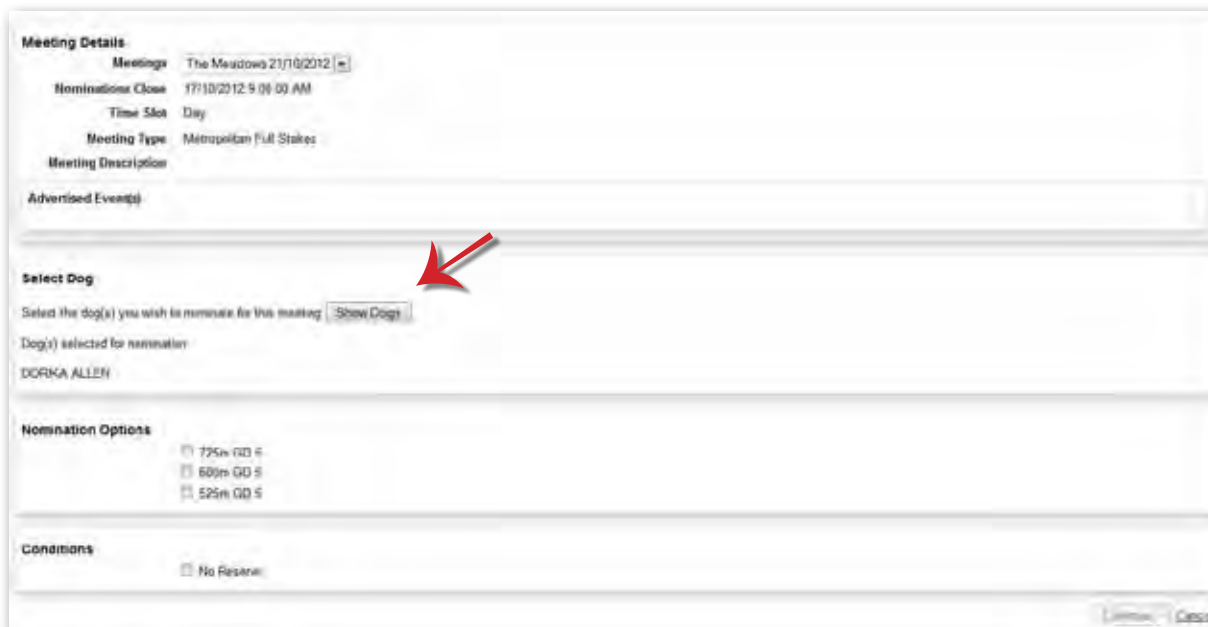 Meeting Details
Meetings The Meadows 21/10/2012
Nominations Close 17/10/2012 9:00:00 AM
Time Slot Day
Meeting Type Metropolitan Full Stakes
Meeting Description
Advertised Event(s)
Select Dog
Select the dog(s) you wish to nominate for this meeting Show Dogs
Dog(s) selected for nomination
DORIKA ALLEN
Nomination Options
725m GD 5
600m GD 5
525m GD 5
Conditions
No Reserve